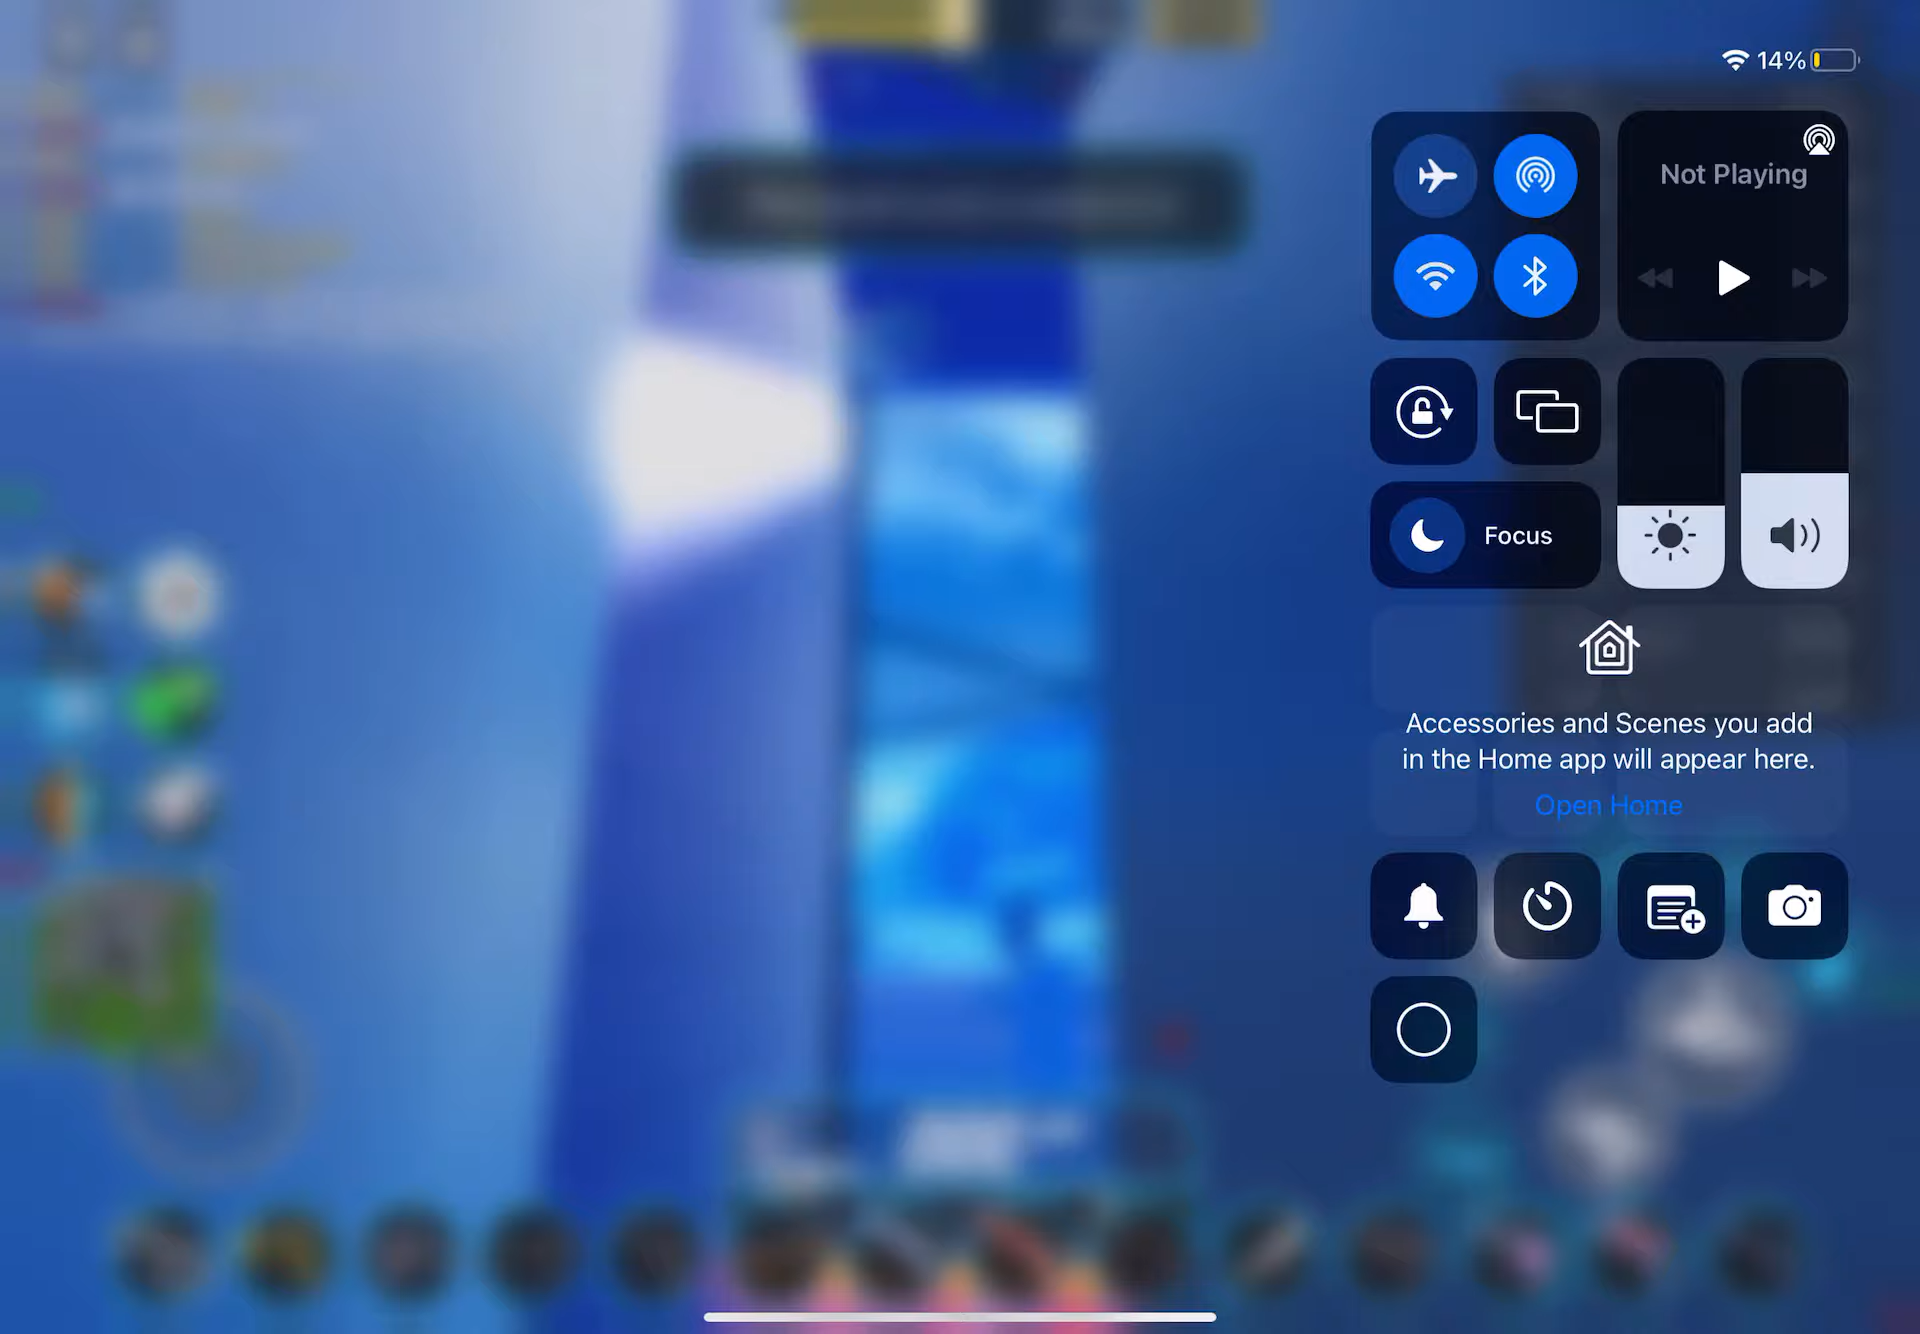 14%
Not Playing
Focus
Accessories and Scenes you add
in the Home app will appear here.
Open Home